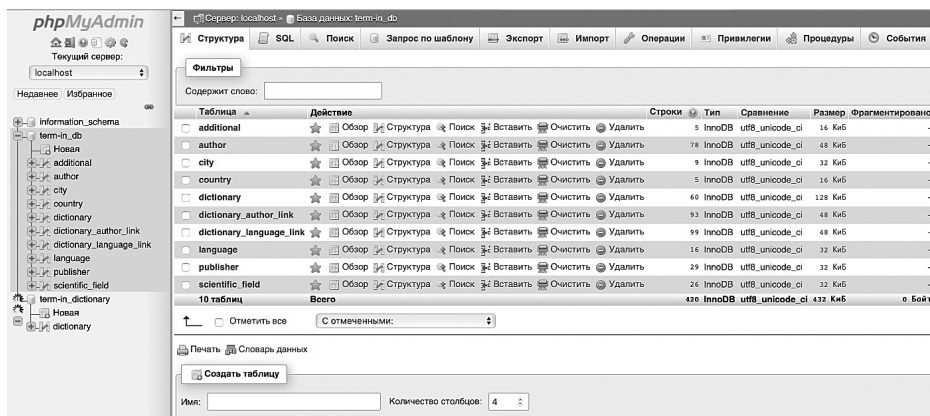 phpMyAdmin
Текущий сервер:
localhost
Недавнее Избранное
information_schema
term-in_db
Новая
additional
author
city
country
dictionary
dictionary_author_link
dictionary_language_link
language
publisher
scientific_field
term-in_dictionary
Новая
dictionary
Сервер: localhost » База данных: term-in_db
Структура SQL Поиск Запрос по шаблону Экспорт Импорт Операции Привилегии Процедуры События
Фильтры
Содержит слово:
Таблица Действие Строки Тип Сравнение Размер Фрагментировано
additional Обзор Структура Поиск Вставить Очистить Удалить 5 InnoDB utf8_unicode_ci 16 КиБ -
author Обзор Структура Поиск Вставить Очистить Удалить 78 InnoDB utf8_unicode_ci 48 КиБ -
city Обзор Структура Поиск Вставить Очистить Удалить 9 InnoDB utf8_unicode_ci 32 КиБ -
country Обзор Структура Поиск Вставить Очистить Удалить 5 InnoDB utf8_unicode_ci 16 КиБ -
dictionary Обзор Структура Поиск Вставить Очистить Удалить 60 InnoDB utf8_unicode_ci 128 КиБ -
dictionary_author_link Обзор Структура Поиск Вставить Очистить Удалить 93 InnoDB utf8_unicode_ci 48 КиБ -
dictionary_language_link Обзор Структура Поиск Вставить Очистить Удалить 99 InnoDB utf8_unicode_ci 48 КиБ -
language Обзор Структура Поиск Вставить Очистить Удалить 16 InnoDB utf8_unicode_ci 32 КиБ -
publisher Обзор Структура Поиск Вставить Очистить Удалить 29 InnoDB utf8_unicode_ci 32 КиБ -
scientific_field Обзор Структура Поиск Вставить Очистить Удалить 26 InnoDB utf8_unicode_ci 32 КиБ -
10 таблиц Всего 420 InnoDB utf8_unicode_ci 432 КиБ 0 Байт
Отметить все С отмеченными:
Печать Словарь данных
Создать таблицу
Имя: Количество столбцов: 4